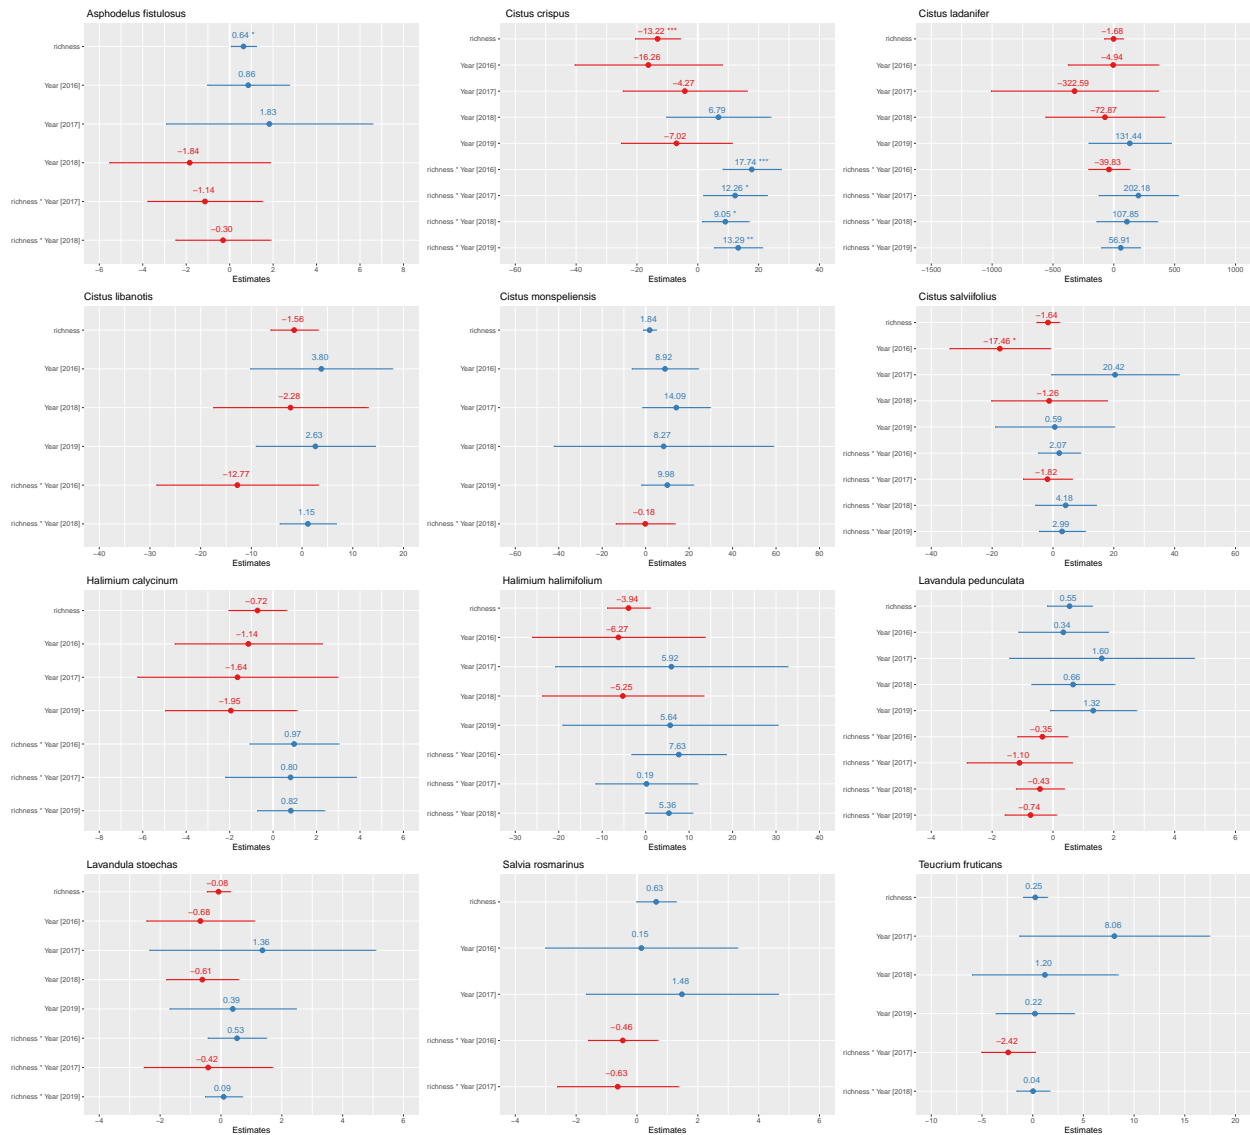 Asphodelus fistulosus
richness
0.64 *
Year [2016]
0.86
Year [2017]
1.83
Year [2018]
−1.84
richness * Year [2017]
−1.14
richness * Year [2018]
−0.30
−6 −4 −2 0 2 4 6 8
Estimates
Cistus crispus
richness
−13.22 ***
Year [2016]
−16.26
Year [2017]
−4.27
Year [2018]
6.79
Year [2019]
−7.02
richness * Year [2016]
17.74 ***
richness * Year [2017]
12.26 *
richness * Year [2018]
9.05 *
richness * Year [2019]
13.29 **
−60 −40 −20 0 20 40
Estimates
Cistus ladanifer
richness
−1.68
Year [2016]
−4.94
Year [2017]
−322.59
Year [2018]
−72.87
Year [2019]
131.44
richness * Year [2016]
−39.83
richness * Year [2017]
202.18
richness * Year [2018]
107.85
richness * Year [2019]
56.91
−1500 −1000 −500 0 500 1000
Estimates
Cistus libanotis
richness
−1.56
Year [2016]
3.80
Year [2018]
−2.28
Year [2019]
2.63
richness * Year [2016]
−12.77
richness * Year [2018]
1.15
−40 −30 −20 −10 0 10 20
Estimates
Cistus monspeliensis
richness
1.84
Year [2016]
8.92
Year [2017]
14.09
Year [2018]
8.27
Year [2019]
9.98
richness * Year [2018]
−0.18
−60 −40 −20 0 20 40 60 80
Estimates
Cistus salviifolius
richness
−1.64
Year [2016]
−17.46 *
Year [2017]
20.42
Year [2018]
−1.26
Year [2019]
0.59
richness * Year [2016]
2.07
richness * Year [2017]
−1.82
richness * Year [2018]
4.18
richness * Year [2019]
2.99
−40 −20 0 20 40 60
Estimates
Halimium calycinum
richness
−0.72
Year [2016]
−1.14
Year [2017]
−1.64
Year [2019]
−1.95
richness * Year [2016]
0.97
richness * Year [2017]
0.80
richness * Year [2019]
0.82
−8 −6 −4 −2 0 2 4 6
Estimates
Halimium halimifolium
richness
−3.94
Year [2016]
−6.27
Year [2017]
5.92
Year [2018]
−5.25
Year [2019]
5.64
richness * Year [2016]
7.63
richness * Year [2017]
0.19
richness * Year [2018]
5.36
−30 −20 −10 0 10 20 30 40
Estimates
Lavandula pedunculata
richness
0.55
Year [2016]
0.34
Year [2017]
1.60
Year [2018]
0.66
Year [2019]
1.32
richness * Year [2016]
−0.35
richness * Year [2017]
−1.10
richness * Year [2018]
−0.43
richness * Year [2019]
−0.74
−4 −2 0 2 4 6
Estimates
Lavandula stoechas
richness
−0.08
Year [2016]
−0.68
Year [2017]
1.36
Year [2018]
−0.61
Year [2019]
0.39
richness * Year [2016]
0.53
richness * Year [2017]
−0.42
richness * Year [2019]
0.09
−4 −2 0 2 4 6
Estimates
Salvia rosmarinus
richness
0.63
Year [2016]
0.15
Year [2017]
1.48
richness * Year [2016]
−0.46
richness * Year [2017]
−0.63
−4 −2 0 2 4 6
Estimates
Teucrium fruticans
richness
0.25
Year [2017]
8.06
Year [2018]
1.20
Year [2019]
0.22
richness * Year [2017]
−2.42
richness * Year [2018]
0.04
−10 −5 0 5 10 15 20
Estimates